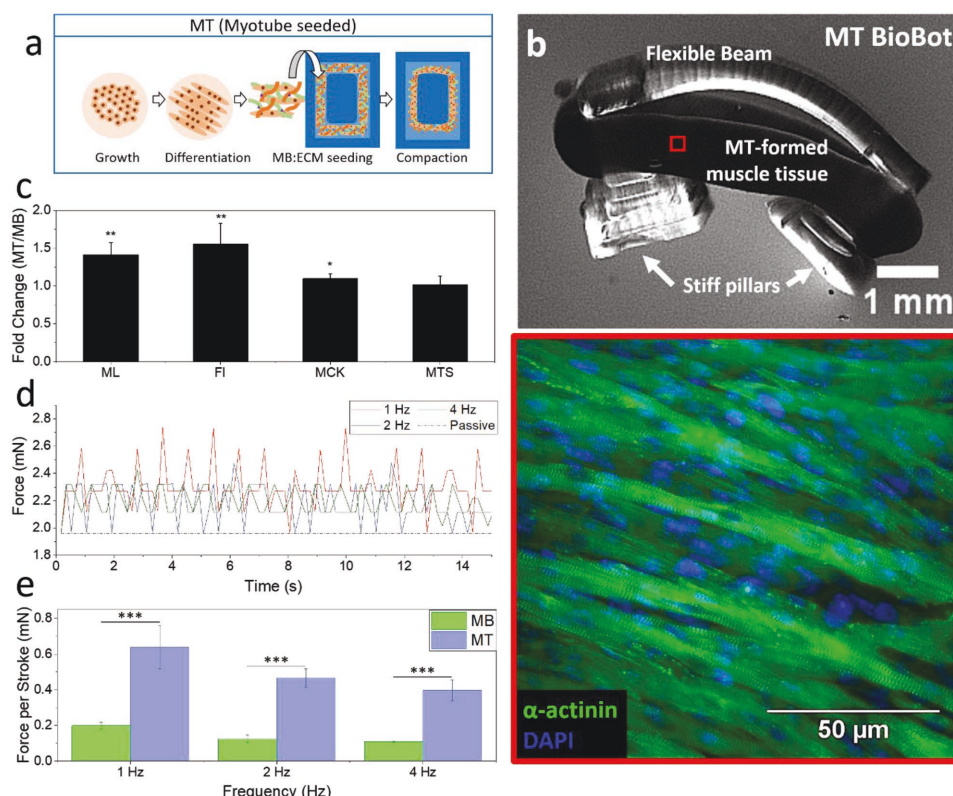 a
MT (Myotube seeded)
Growth
Differentiation
MB:ECM seeding
Compaction
b
MT BioBot
Flexible Beam
MT-formed
muscle tissue
Stiff pillars
1 mm
c
Fold Change (MT/MB)
2.0
1.5
1.0
0.5
0.0
**
**
*
ML
FI
MCK
MTS
d
Force (mN)
2.8
2.6
2.4
2.2
2.0
1.8
1 Hz
4 Hz
2 Hz
Passive
0
2
4
6
8
10
12
14
Time (s)
e
Force per Stroke (mN)
0.8
0.6
0.4
0.2
0.0
***
***
***
MB
MT
1 Hz
2 Hz
4 Hz
Frequency (Hz)
α-actinin
DAPI
50 µm